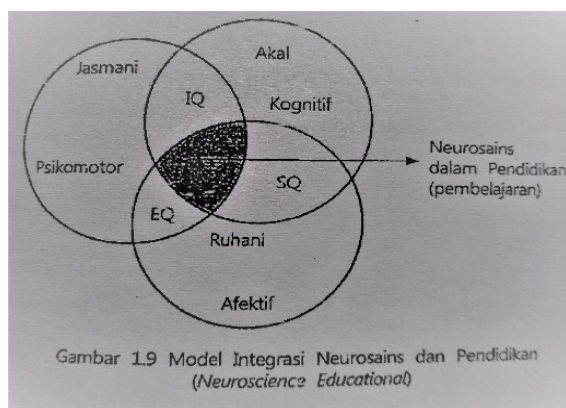 Jasmani
Akal
IQ
Kognitif
Psikomotor
Neurosains
dalam Pendidikan
(pembelajaran)
SQ
EQ
Ruhani
Afektif
Gambar 1.9 Model Integrasi Neurosains dan Pendidikan
(Neuroscience Educational)